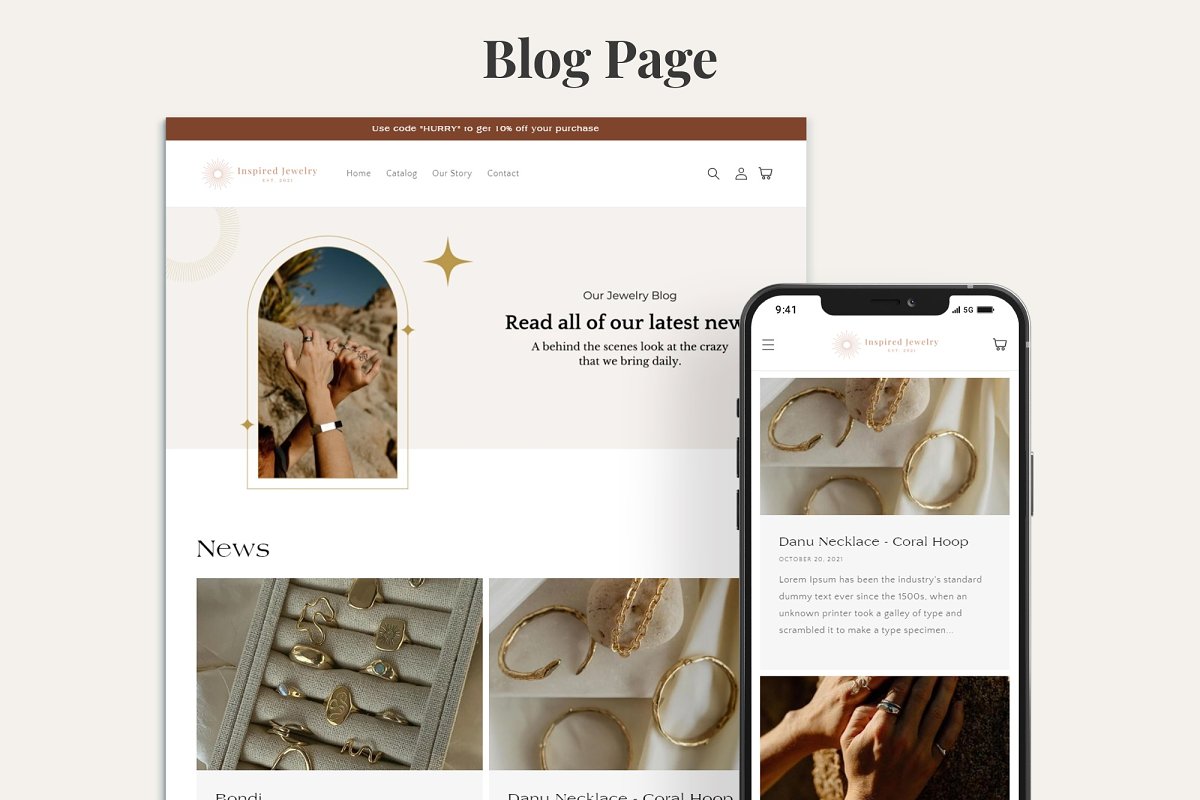 Blog Page
Use code "HURRY" to get 10% off your purchase
Inspired Jewelry
EST. 2021
Home Catalog Our Story Contact
Our Jewelry Blog
Read all of our latest new
A behind the scenes look at the crazy
that we bring daily.
News
Bondi
Danu Necklace - Coral Hoop
9:41
5G
Inspired Jewelry
EST. 2021
Danu Necklace - Coral Hoop
OCTOBER 20, 2021
Lorem Ipsum has been the industry's standard
dummy text ever since the 1500s, when an
unknown printer took a galley of type and
scrambled it to make a type specimen...